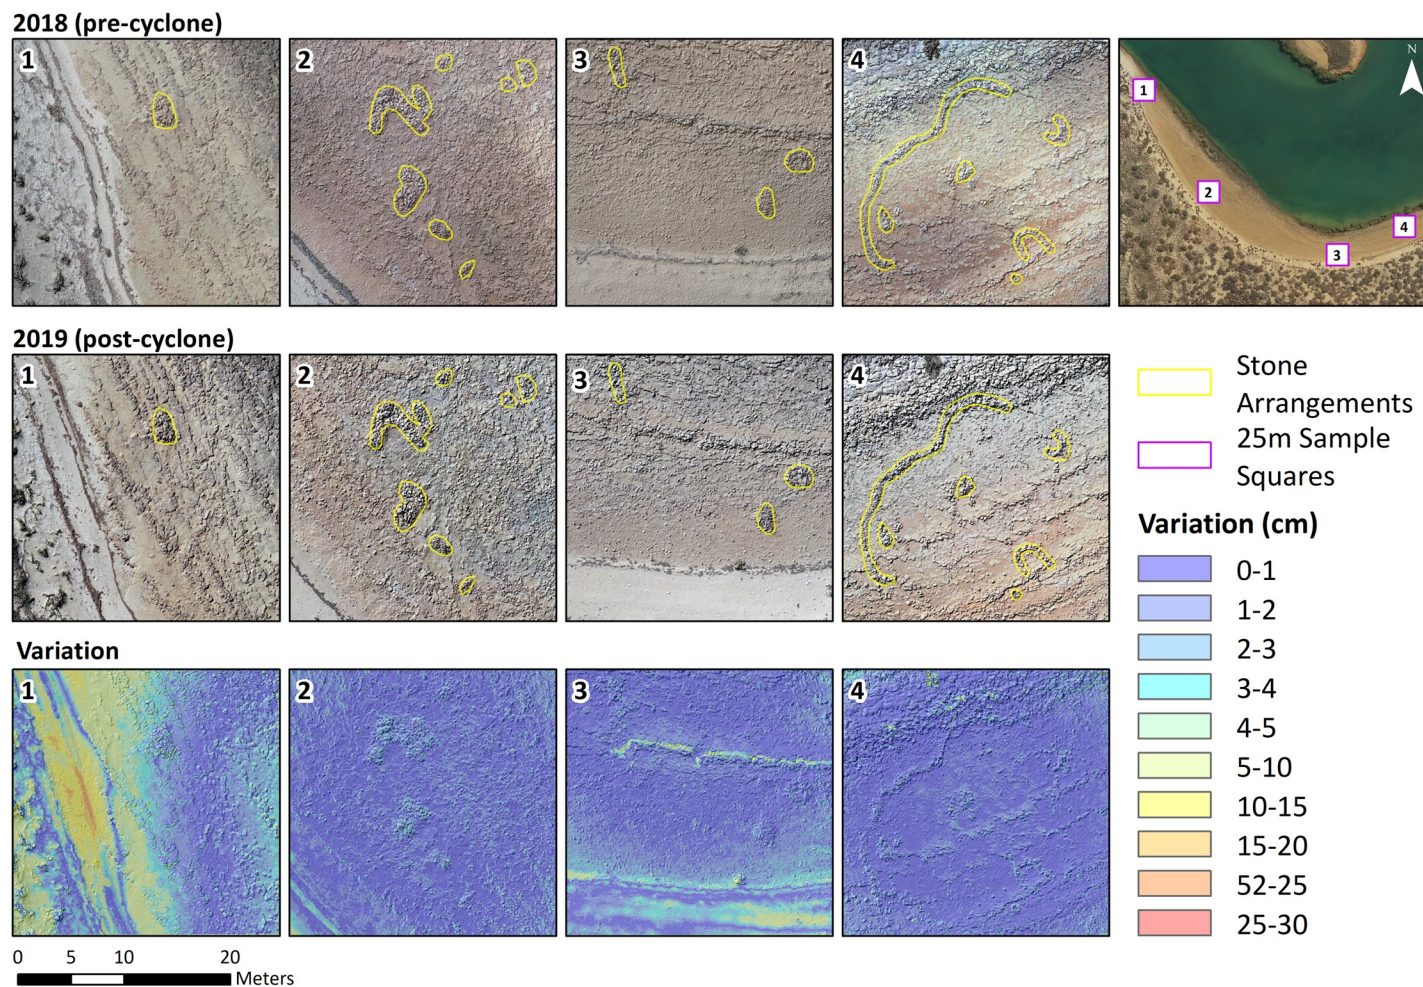 2018 (pre-cyclone)
1
2
3
4
N
1
2
3
4
2019 (post-cyclone)
1
2
3
4
Stone
Arrangements
25m Sample
Squares
Variation
1
2
3
4
Variation (cm)
0-1
1-2
2-3
3-4
4-5
5-10
10-15
15-20
52-25
25-30
0 5 10 20
Meters